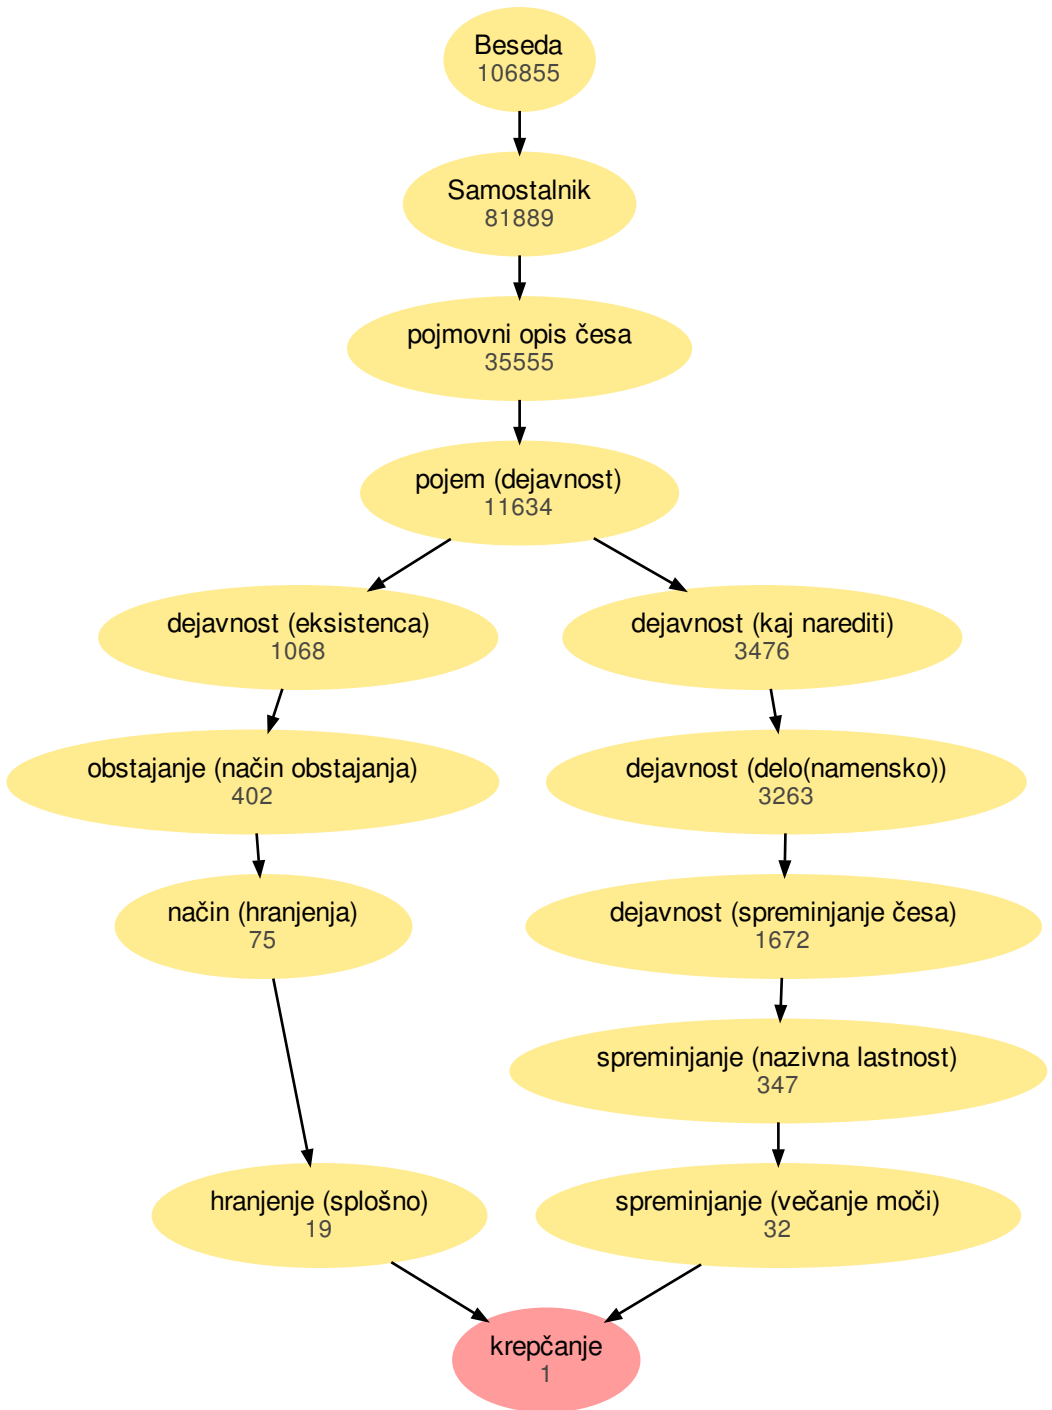 Beseda
106855
Samostalnik
81889
pojmovni opis česa
35555
pojem (dejavnost)
11634
dejavnost (eksistenca)
1068
dejavnost (kaj narediti)
3476
obstajanje (način obstajanja)
402
dejavnost (delo(namensko))
3263
način (hranjenja)
75
dejavnost (spreminjanje česa)
1672
spreminjanje (nazivna lastnost)
347
hranjenje (splošno)
19
spreminjanje (večanje moči)
32
krepčanje
1